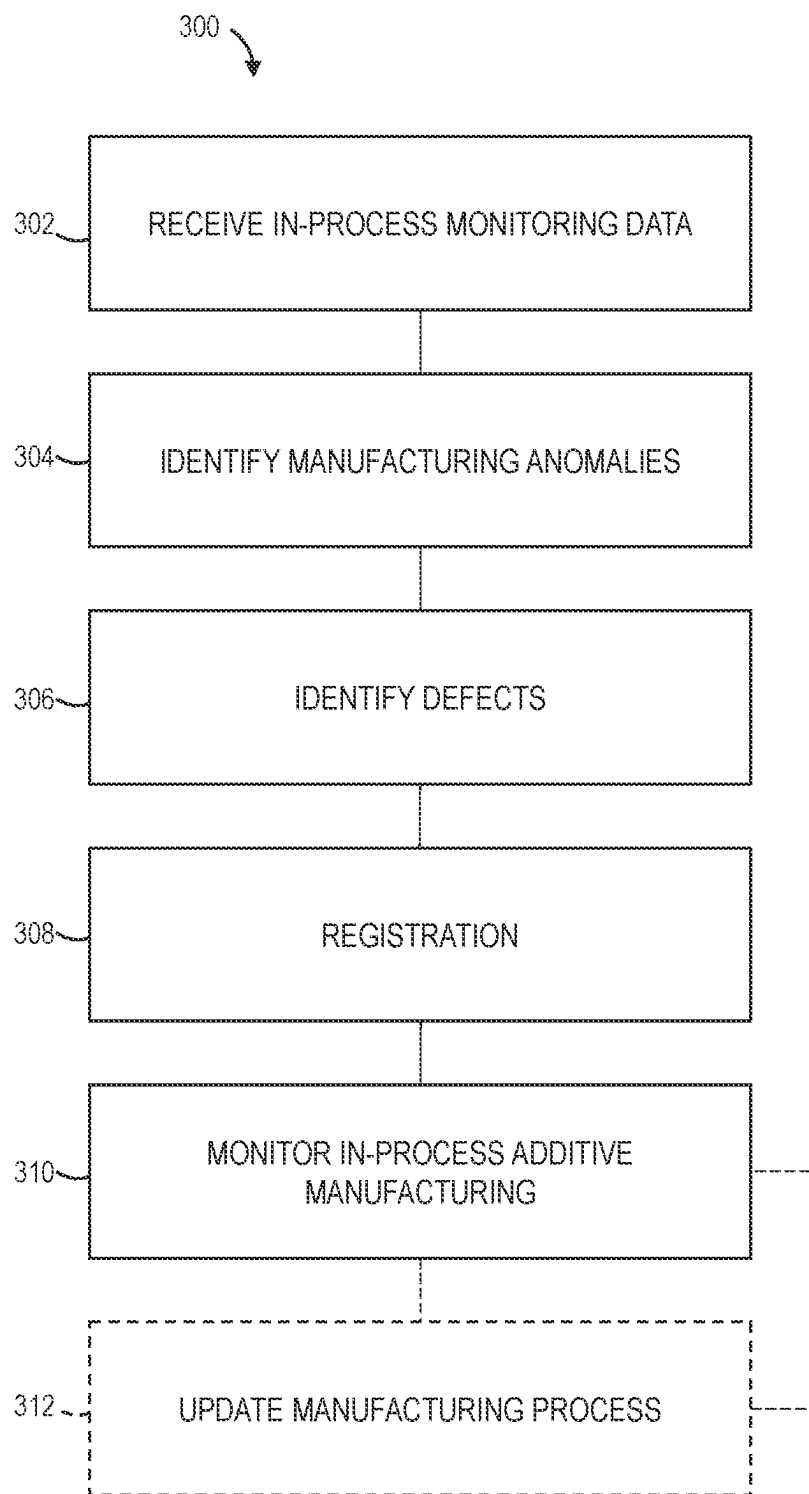 300
302
RECEIVE IN-PROCESS MONITORING DATA
304
IDENTIFY MANUFACTURING ANOMALIES
306
IDENTIFY DEFECTS
308
REGISTRATION
310
MONITOR IN-PROCESS ADDITIVE
MANUFACTURING
312
UPDATE MANUFACTURING PROCESS